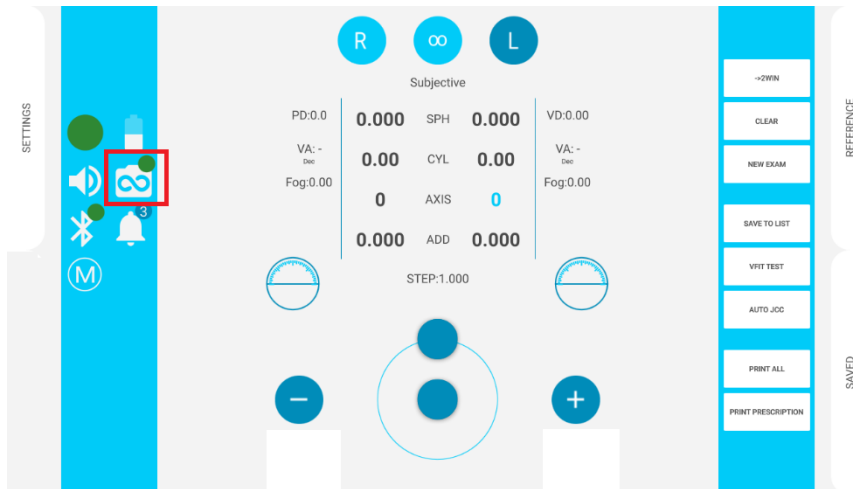 SETTINGS
3
M
R ∞ L
Subjective
PD:0.0
VA: -
Dec
Fog:0.00
0.000 SPH 0.000
0.00 CYL 0.00
0 AXIS 0
0.000 ADD 0.000
VD:0.00
VA: -
Dec
Fog:0.00
STEP:1.000
− +
->2WIN
CLEAR
NEW EXAM
SAVE TO LIST
VFIT TEST
AUTO JCC
PRINT ALL
PRINT PRESCRIPTION
REFERENCE
SAVED